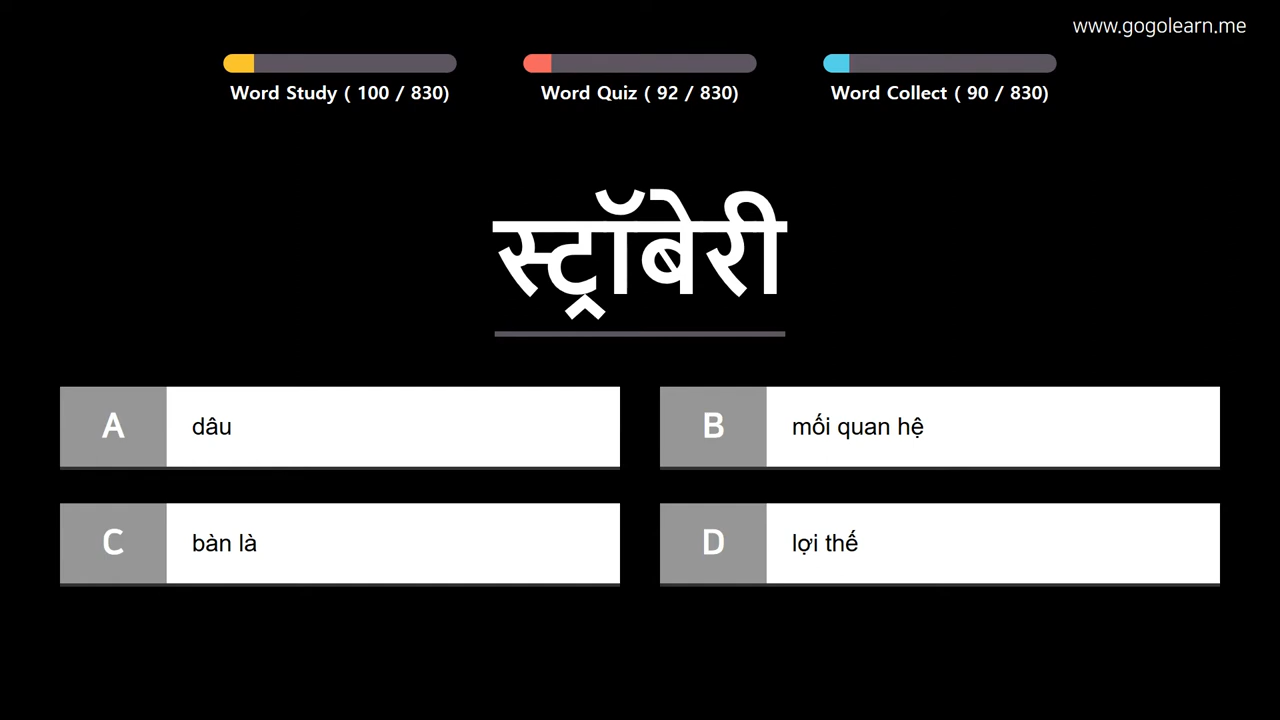 www.gogolearn.me
Word Study ( 100 / 830)
Word Quiz ( 92 / 830)
Word Collect ( 90 / 830)
स्ट्रॉबेरी
A
dâu
B
mối quan hệ
C
bàn là
D
lợi thế